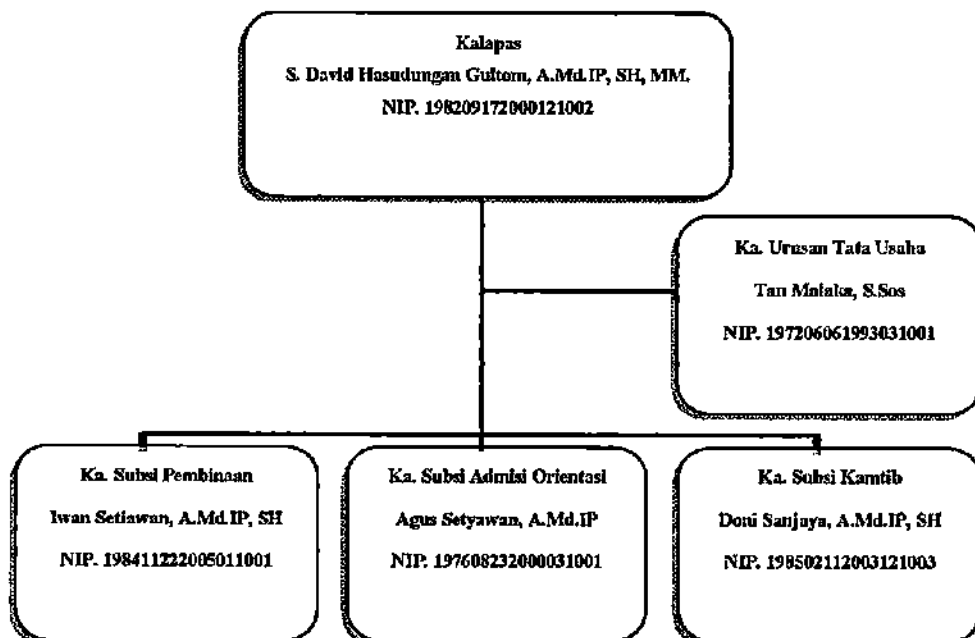 Kalapas
S. David Hasudungan Gultom, A.Md.IP, SH, MM.
NIP. 198209172000121002
Ka. Urusan Tata Usaha
Tan Malaka, S.Sos
NIP. 197206061993031001
Ka. Subsi Pembinaan
Iwan Setiawan, A.Md.IP, SH
NIP. 198411222005011001
Ka. Subsi Admisi Orientasi
Agus Setyawan, A.Md.IP
NIP. 197608232000031001
Ka. Subsi Kamtib
Doni Sanjaya, A.Md.IP, SH
NIP. 198502112003121003